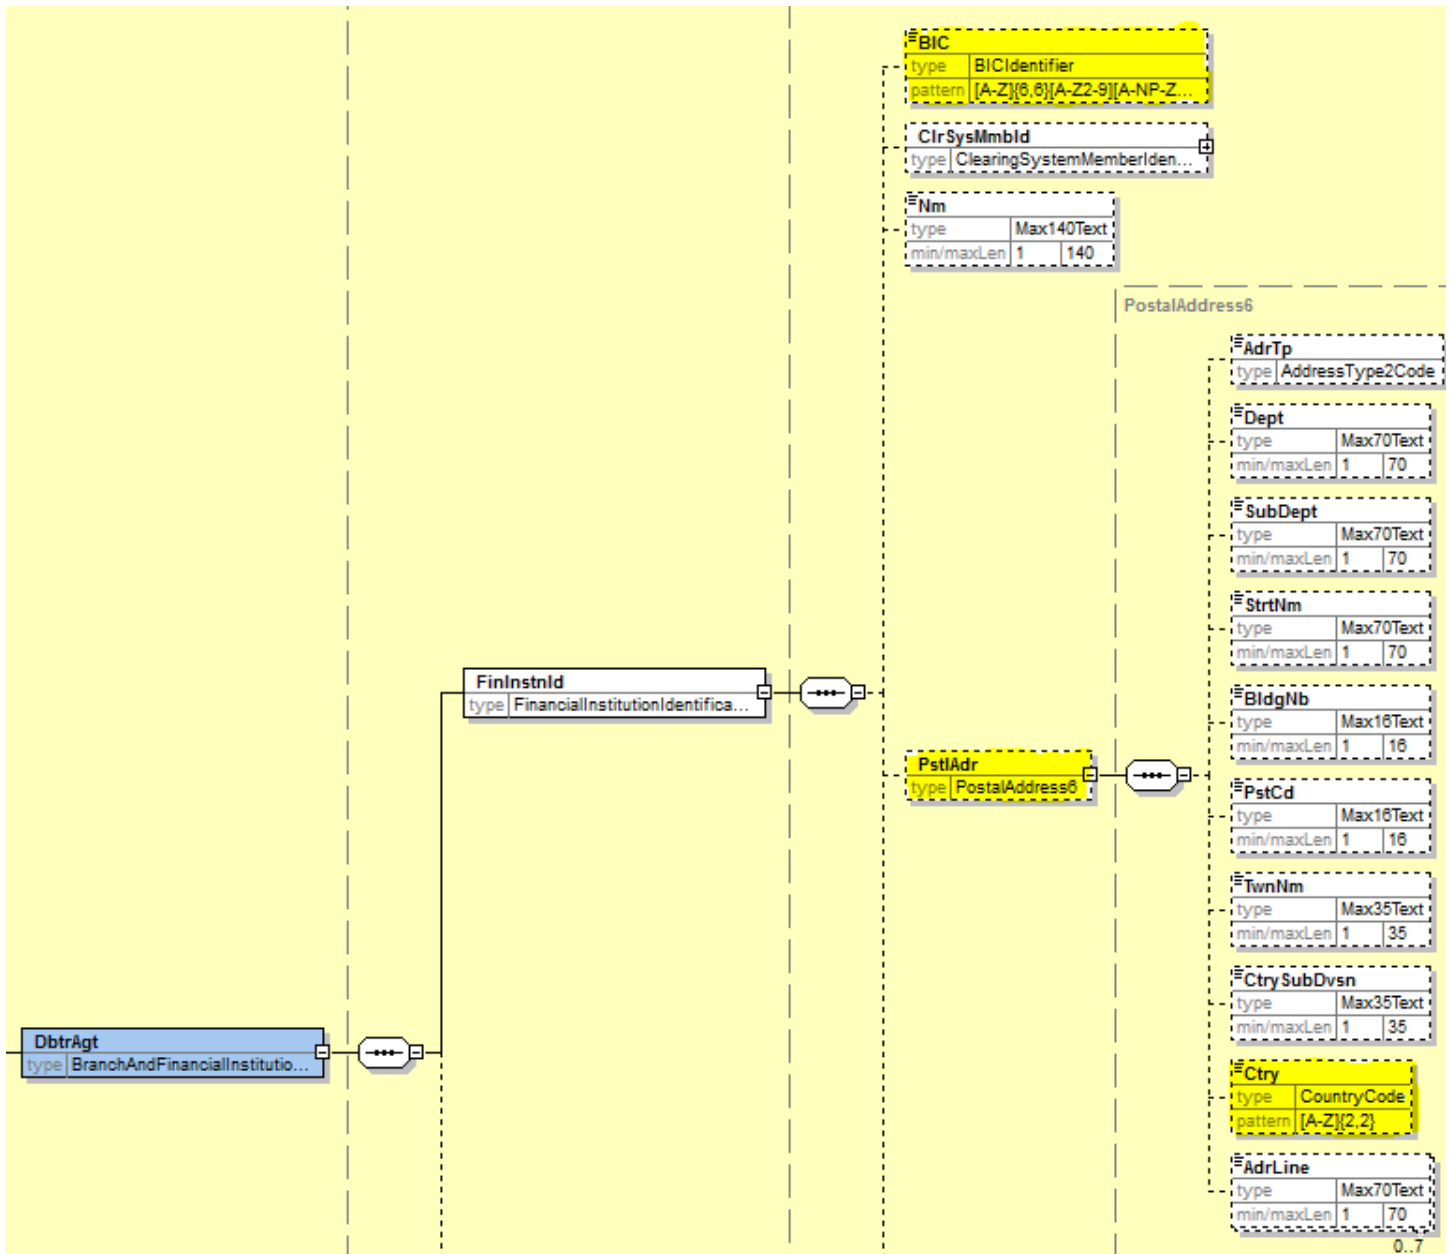 BIC
type BICIdentifier
pattern [A-Z]{6,6}[A-Z2-9][A-NP-Z...
ClrSysMmbId
type ClearingSystemMemberIden...
Nm
type Max140Text
min/maxLen 1 140
PostalAddress6
AdrTp
type AddressType2Code
Dept
type Max70Text
min/maxLen 1 70
SubDept
type Max70Text
min/maxLen 1 70
StrtNm
type Max70Text
min/maxLen 1 70
FinInstnId
type FinancialInstitutionIdentifica...
BldgNb
type Max16Text
min/maxLen 1 16
PstlAdr
type PostalAddress6
PstCd
type Max16Text
min/maxLen 1 16
TwnNm
type Max35Text
min/maxLen 1 35
CtrySubDvsn
type Max35Text
min/maxLen 1 35
DbtrAgt
type BranchAndFinancialInstitutio...
Ctry
type CountryCode
pattern [A-Z]{2,2}
AdrLine
type Max70Text
min/maxLen 1 70
0..7